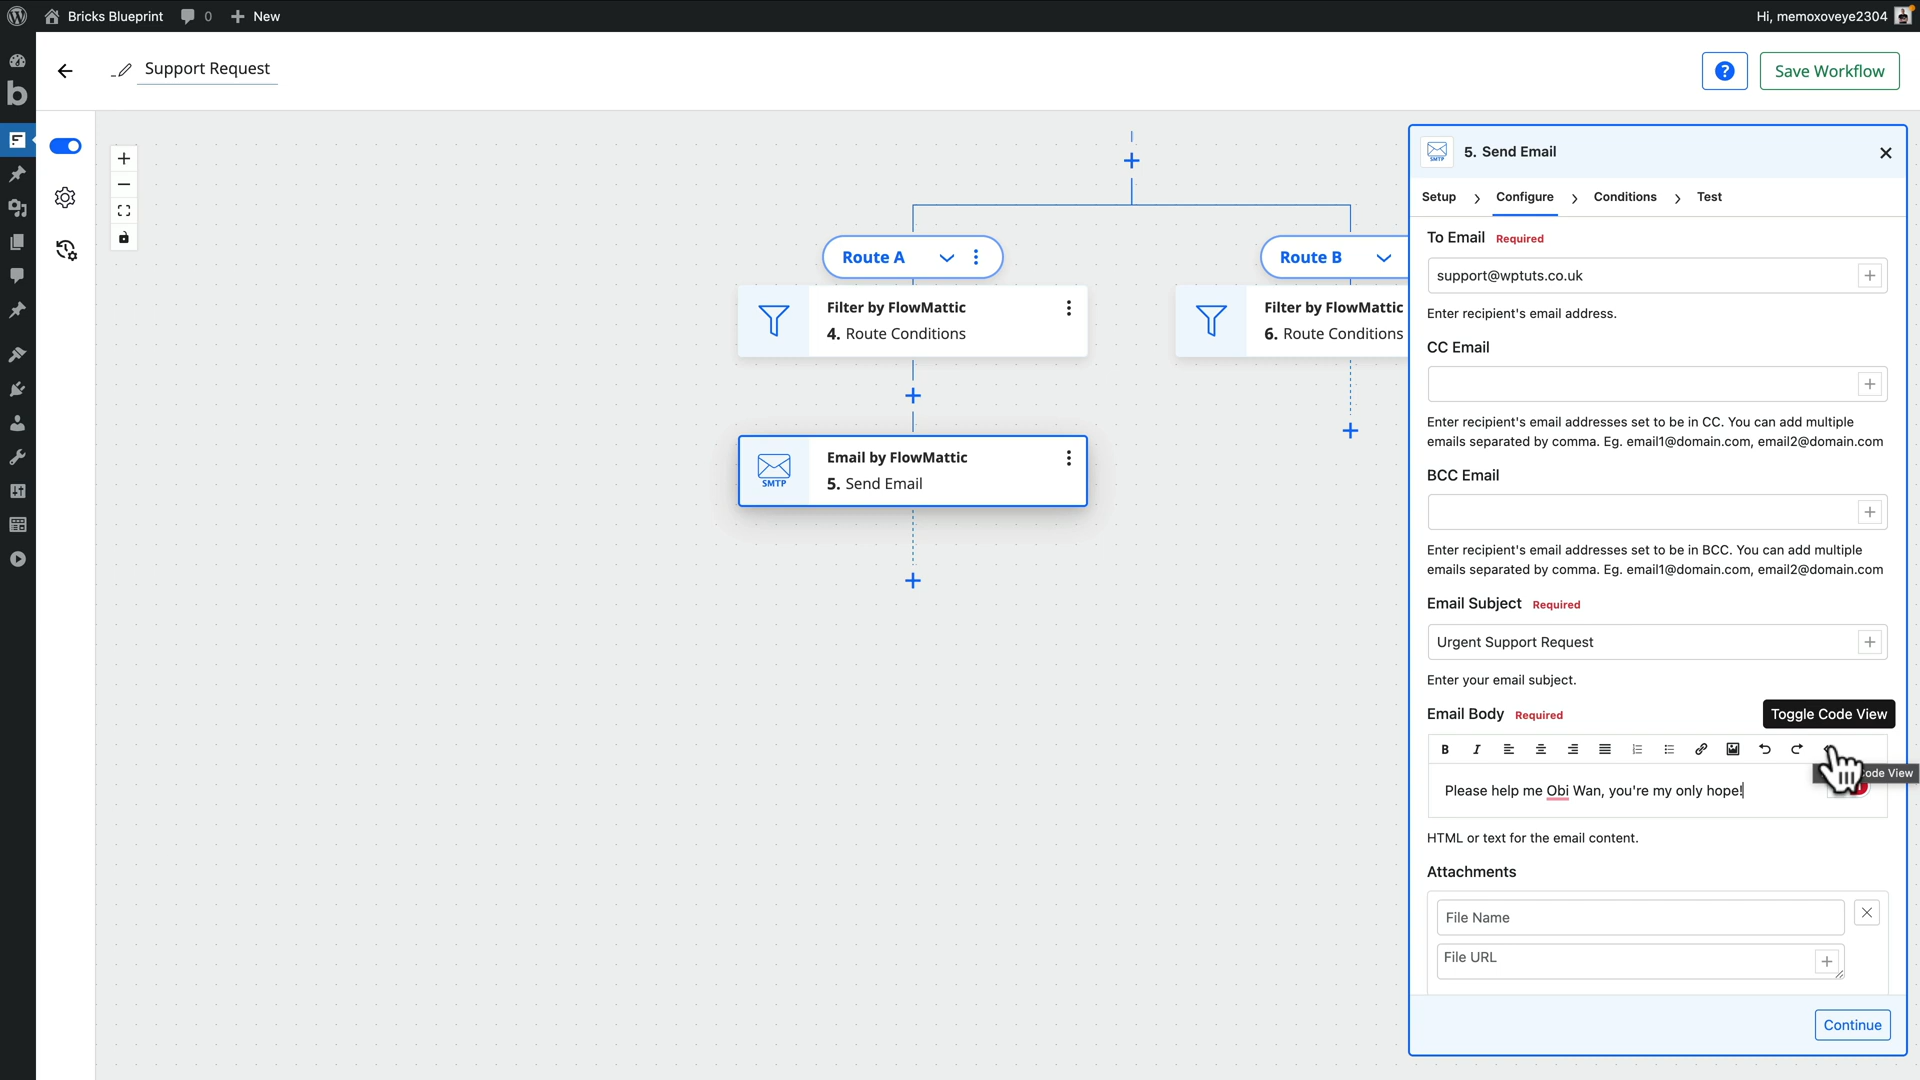 Bricks Blueprint
0
New
Hi, memoxoveye2304
Support Request
?
Save Workflow
Route A
Filter by FlowMattic
4. Route Conditions
Email by FlowMattic
5. Send Email
SMTP
Route B
Filter by FlowMattic
6. Route Conditions
SMTP
5. Send Email
Setup
Configure
Conditions
Test
To Email Required
support@wptuts.co.uk
Enter recipient's email address.
CC Email
Enter recipient's email addresses set to be in CC. You can add multiple
emails separated by comma. Eg. email1@domain.com, email2@domain.com
BCC Email
Enter recipient's email addresses set to be in BCC. You can add multiple
emails separated by comma. Eg. email1@domain.com, email2@domain.com
Email Subject Required
Urgent Support Request
Enter your email subject.
Email Body Required
Toggle Code View
B I
ode View
Please help me Obi Wan, you're my only hope!
HTML or text for the email content.
Attachments
File Name
File URL
Continue